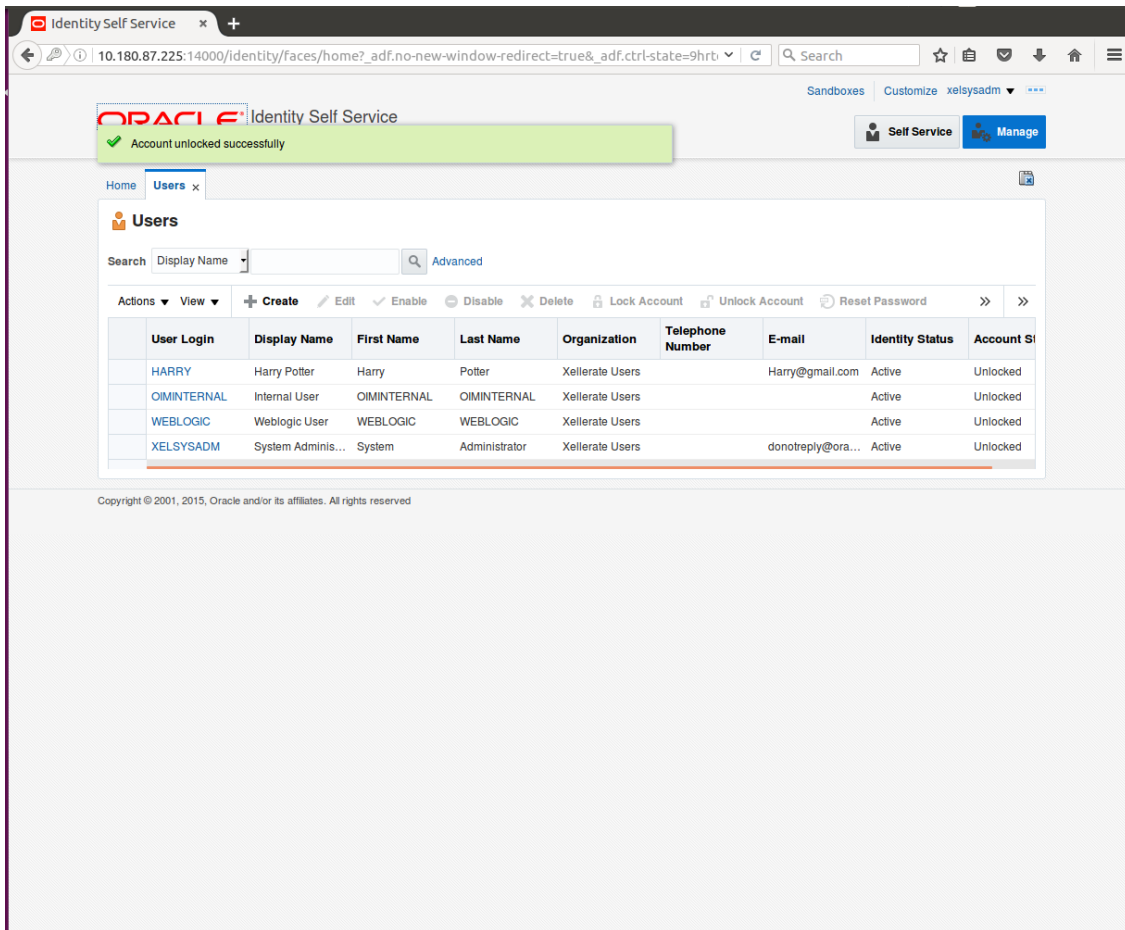 Identity Self Service × +
10.180.87.225:14000/identity/faces/home?_adf.no-new-window-redirect=true&_adf.ctrl-state=9hrt Search
Sandboxes Customize xelsysadm
ORACLE Identity Self Service
Self Service Manage
Account unlocked successfully
Home Users ×
Users
Search Display Name Advanced
Actions View Create Edit Enable Disable Delete Lock Account Unlock Account Reset Password » »
User Login Display Name First Name Last Name Organization Telephone Number E-mail Identity Status Account St
HARRY Harry Potter Harry Potter Xellerate Users Harry@gmail.com Active Unlocked
OIMINTERNAL Internal User OIMINTERNAL OIMINTERNAL Xellerate Users Active Unlocked
WEBLOGIC Weblogic User WEBLOGIC WEBLOGIC Xellerate Users Active Unlocked
XELSYSADM System Adminis... System Administrator Xellerate Users donotreply@ora... Active Unlocked
Copyright © 2001, 2015, Oracle and/or its affiliates. All rights reserved